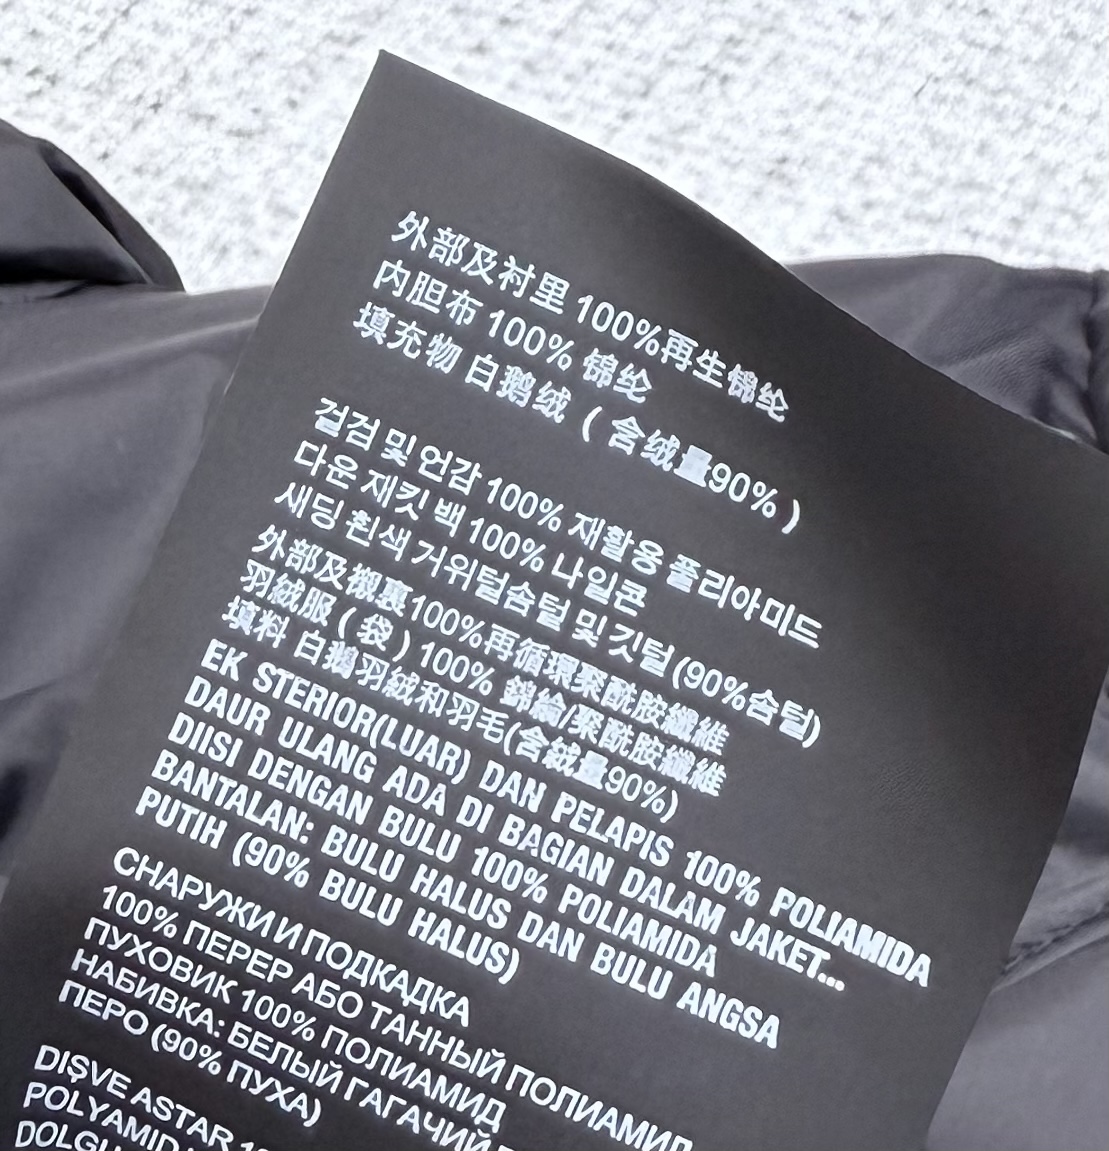 外部及衬里 100%再生锦纶
内胆布 100% 锦纶
填充物 白鹅绒 ( 含绒量90% )
겉검 및 언감 100% 재활용 폴리아미드
다운 재킷 백 100% 나일콘
새딩 흰색 거위털솜털 및 깃털 (90%솜털)
外部及襯裏100%再循環聚酰胺纖維
羽絨服 ( 袋 ) 100% 錦綸/聚酰胺纖維
填料 白鵝羽絨和羽毛(含絨量90%)
EK STERIOR(LUAR) DAN PELAPIS 100% POLIAMIDA
DAUR ULANG ADA DI BAGIAN DALAM JAKET...
DIISI DENGAN BULU 100% POLIAMIDA
BANTALAN: BULU HALUS DAN BULU ANGSA
PUTIH (90% BULU HALUS)
СНАРУЖИ И ПОДКАДКА
100% ПЕРЕР АБО ТАННЫЙ ПОЛИАМИД
ПУХОВИК 100% ПОЛИАМИД
НАБИВКА: БЕЛЫЙ ГАГАЧИЙ
ПЕРО (90% ПУХА)
DIŞVE ASTAR
POLYAMID
DOLGU